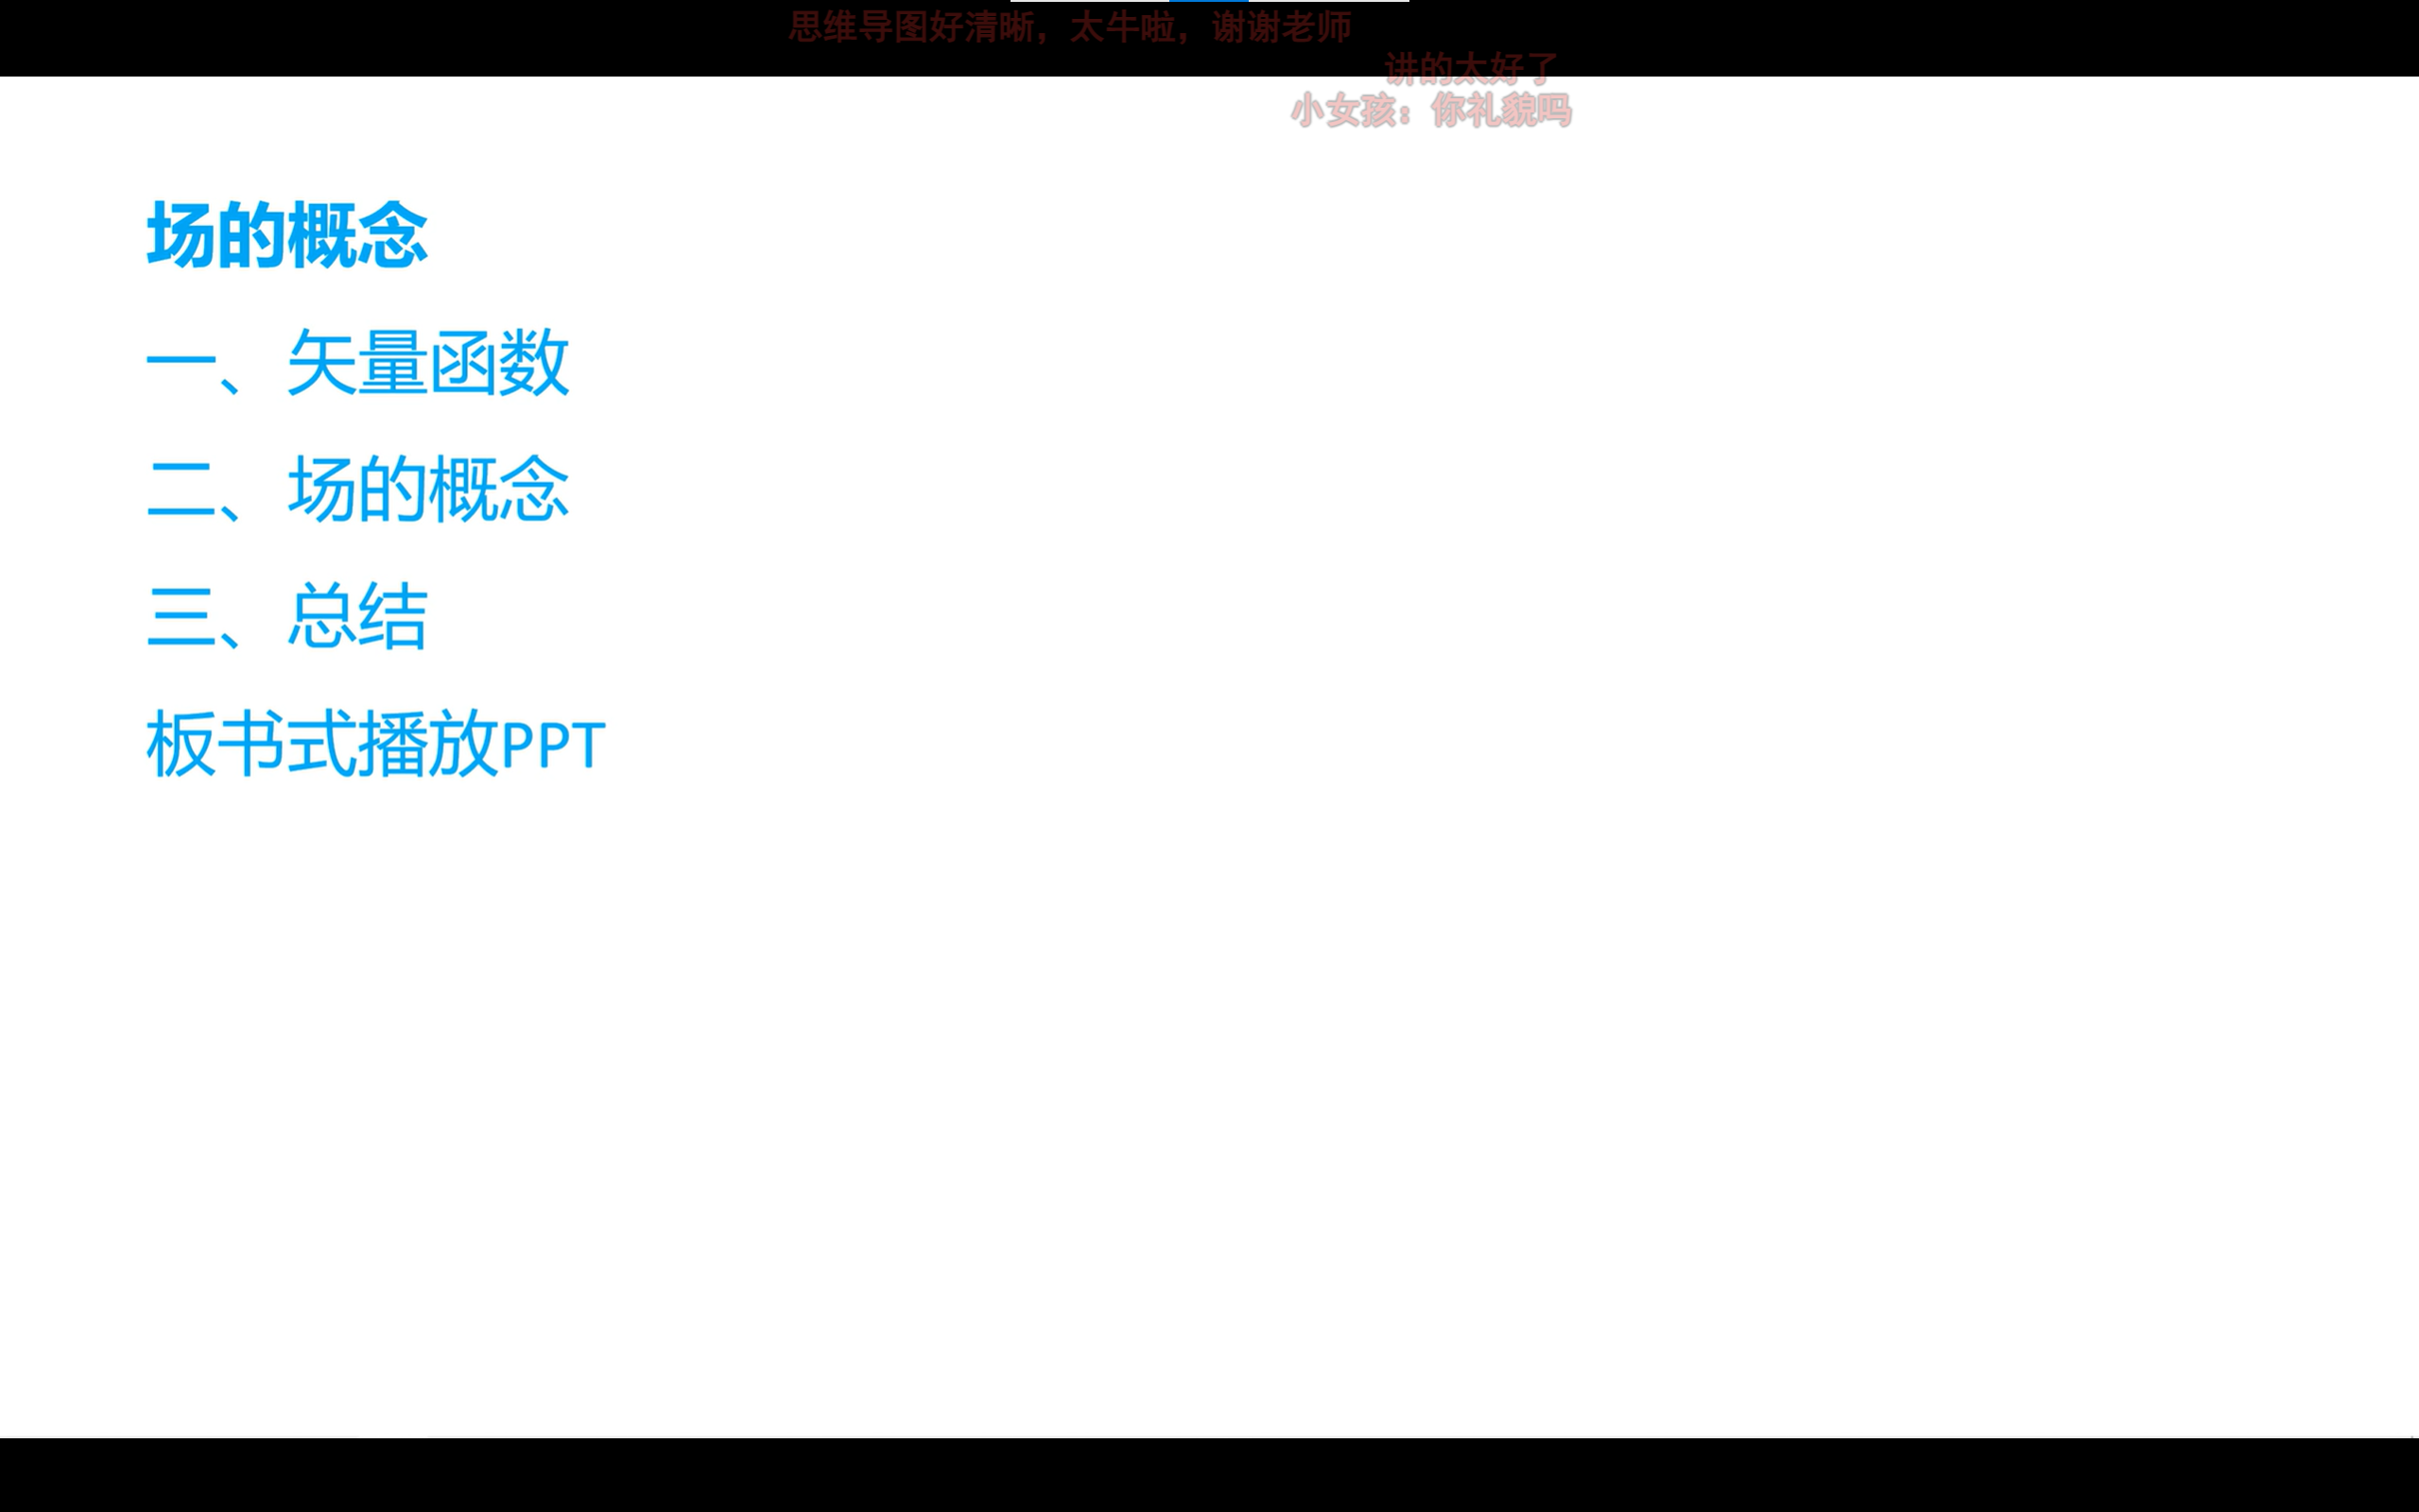 思维导图好清晰，太牛啦，谢谢老师
讲的太好了
小女孩：你礼貌吗
场的概念
一、矢量函数
二、场的概念
三、总结
板书式播放PPT